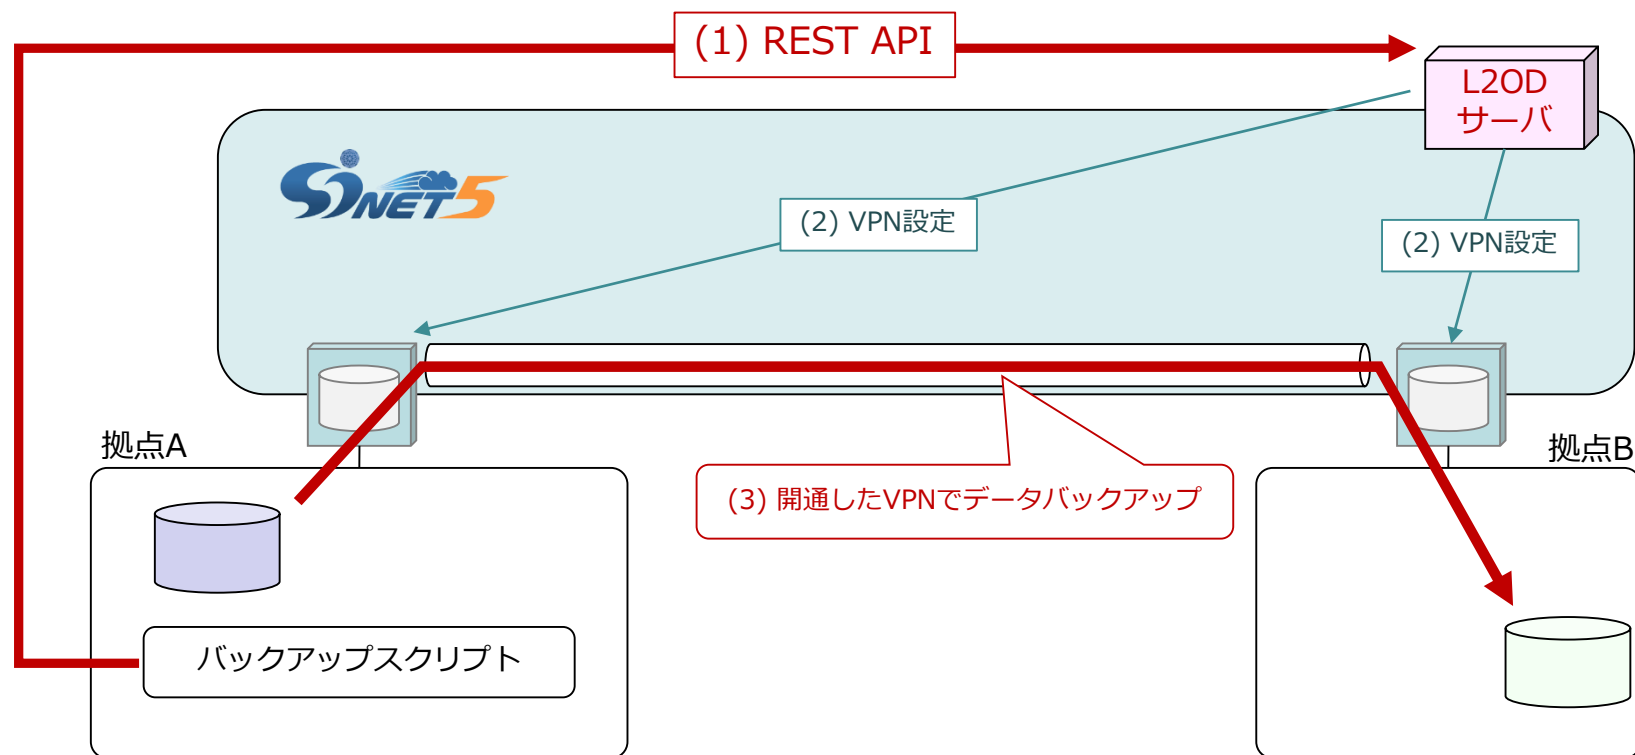 (1) REST API
L2OD
サーバ
SINET5
(2) VPN設定
(2) VPN設定
拠点A
拠点B
(3) 開通したVPNでデータバックアップ
バックアップスクリプト